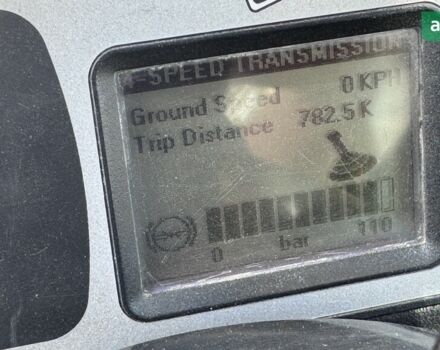 -SPEED TRANSMISSION
Ground Speed 0 KPH
Trip Distance 782.5 K
0 bar 110
a